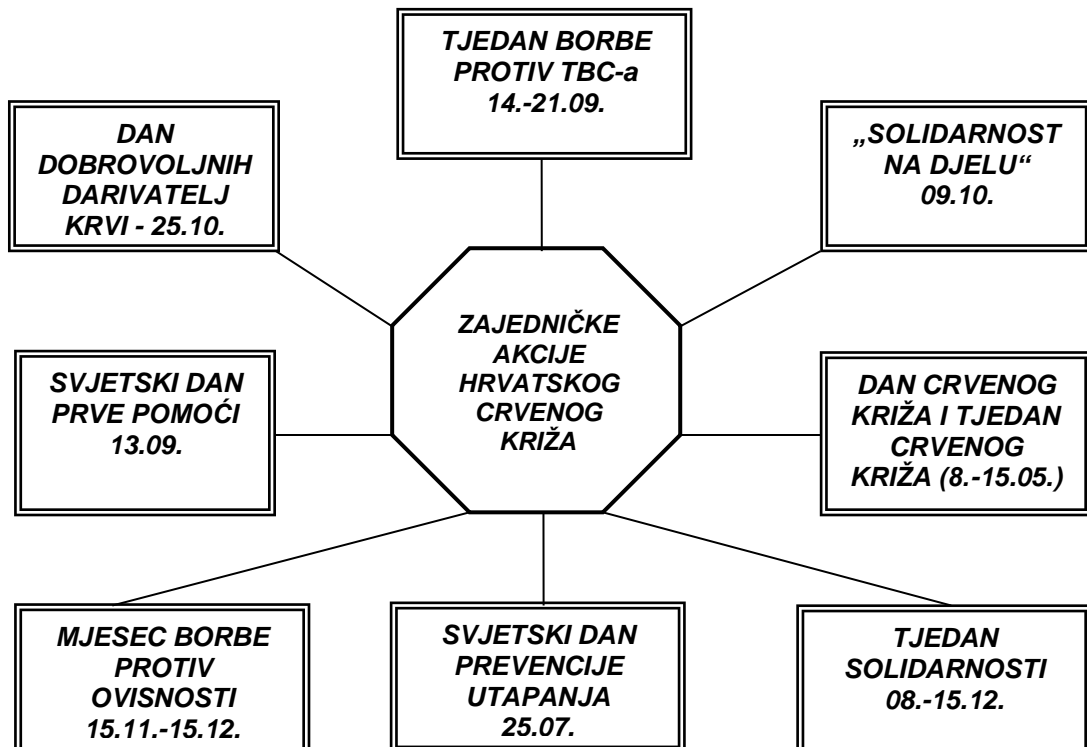 TJEDAN BORBE
PROTIV TBC-a
14.-21.09.
DAN
DOBROVOLJNIH
DARIVATELJ
KRVI - 25.10.
„SOLIDARNOST
NA DJELU“
09.10.
ZAJEDNIČKE
AKCIJE
HRVATSKOG
CRVENOG
KRIŽA
SVJETSKI DAN
PRVE POMOĆI
13.09.
DAN CRVENOG
KRIŽA I TJEDAN
CRVENOG
KRIŽA (8.-15.05.)
MJESEC BORBE
PROTIV
OVISNOSTI
15.11.-15.12.
SVJETSKI DAN
PREVENCIJE
UTAPANJA
25.07.
TJEDAN
SOLIDARNOSTI
08.-15.12.